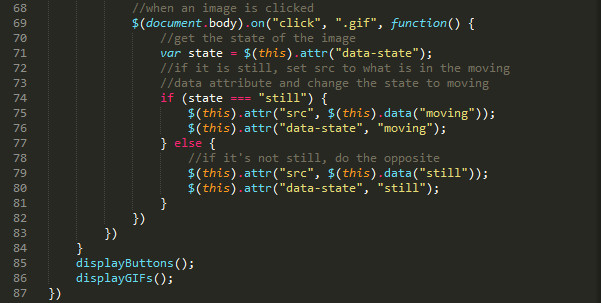 68 //when an image is clicked
69 $(document.body).on("click", ".gif", function() {
70 //get the state of the image
71 var state = $(this).attr("data-state");
72 //if it is still, set src to what is in the moving
73 //data attribute and change the state to moving
74 if (state === "still") {
75 $(this).attr("src", $(this).data("moving"));
76 $(this).attr("data-state", "moving");
77 } else {
78 //if it's not still, do the opposite
79 $(this).attr("src", $(this).data("still"));
80 $(this).attr("data-state", "still");
81 }
82 })
83 })
84 }
85 displayButtons();
86 displayGIFs();
87 })